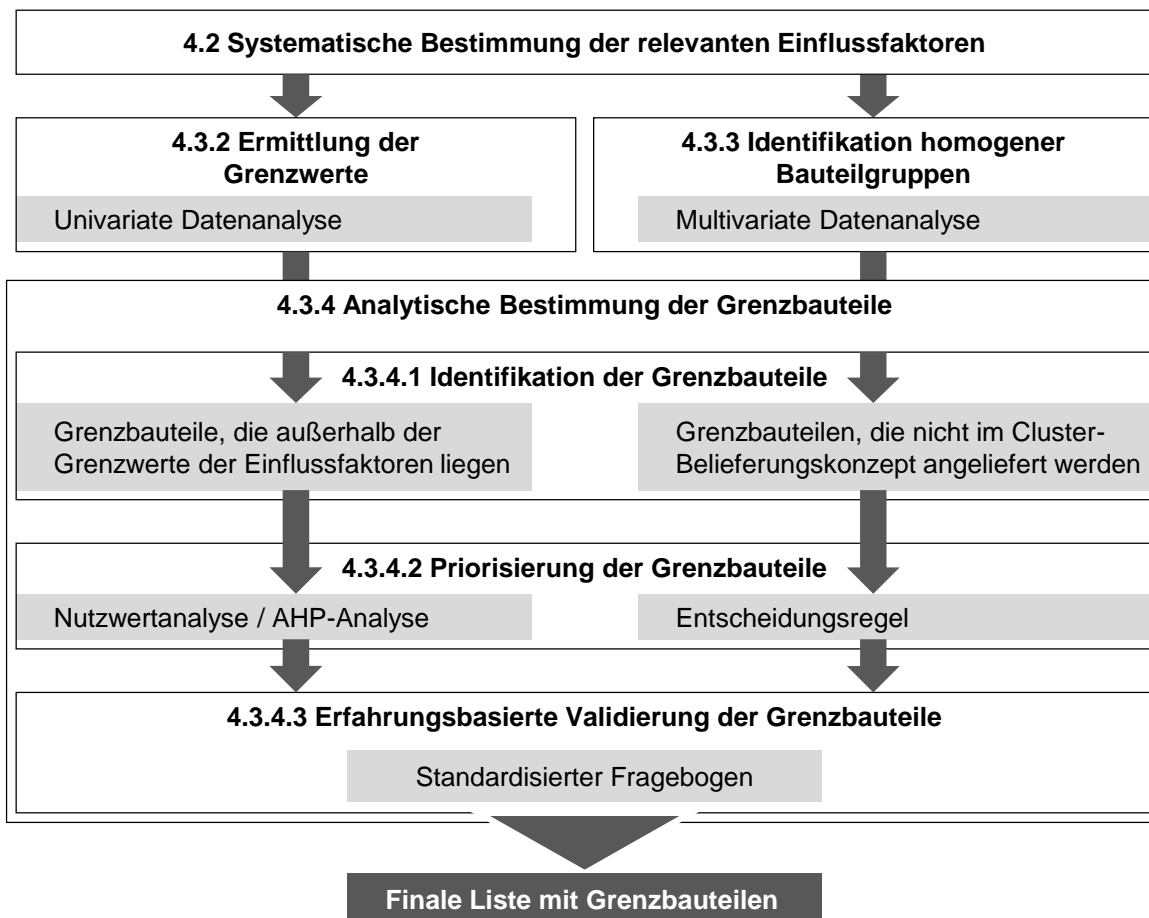 4.2 Systematische Bestimmung der relevanten Einflussfaktoren
4.3.2 Ermittlung der
Grenzwerte
Univariate Datenanalyse
4.3.3 Identifikation homogener
Bauteilgruppen
Multivariate Datenanalyse
4.3.4 Analytische Bestimmung der Grenzbauteile
4.3.4.1 Identifikation der Grenzbauteile
Grenzbauteile, die außerhalb der
Grenzwerte der Einflussfaktoren liegen
Grenzbauteilen, die nicht im Cluster-
Belieferungskonzept angeliefert werden
4.3.4.2 Priorisierung der Grenzbauteile
Nutzwertanalyse / AHP-Analyse
Entscheidungsregel
4.3.4.3 Erfahrungsbasierte Validierung der Grenzbauteile
Standardisierter Fragebogen
Finale Liste mit Grenzbauteilen